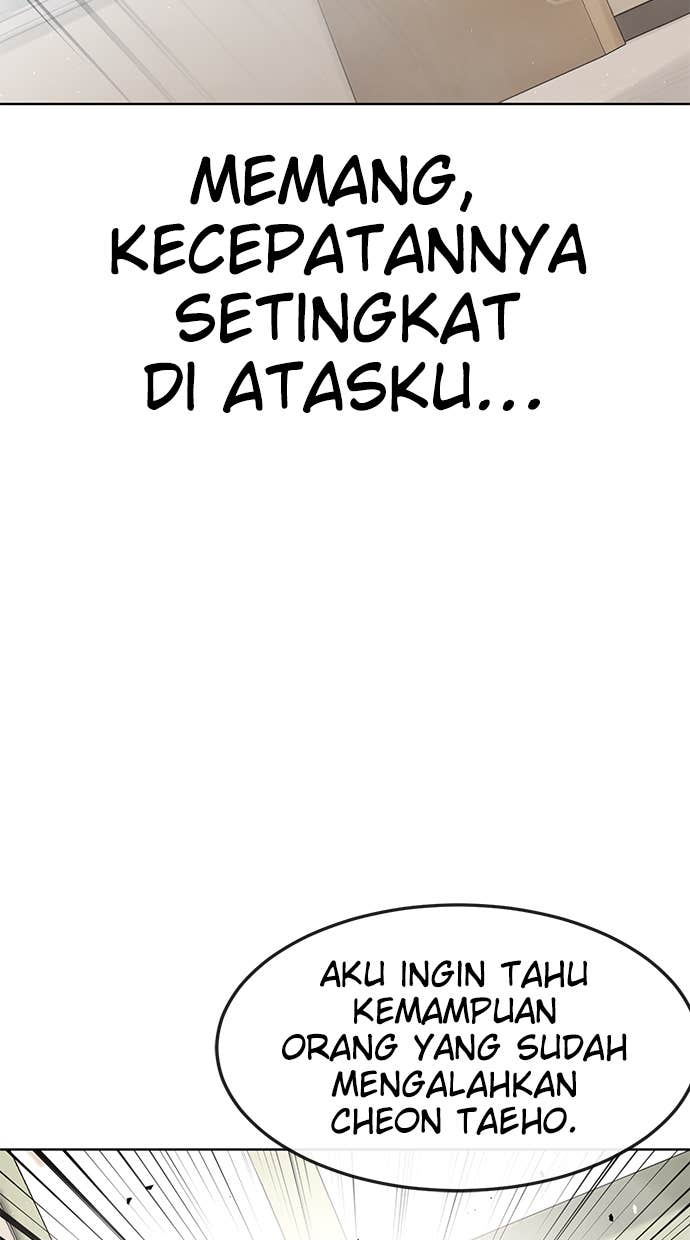 MEMANG,
KECEPATANNYA
SETINGKAT
DI ATASKU...
AKU INGIN TAHU
KEMAMPUAN
ORANG YANG SUDAH
MENGALAHKAN
CHEON TAEHO.